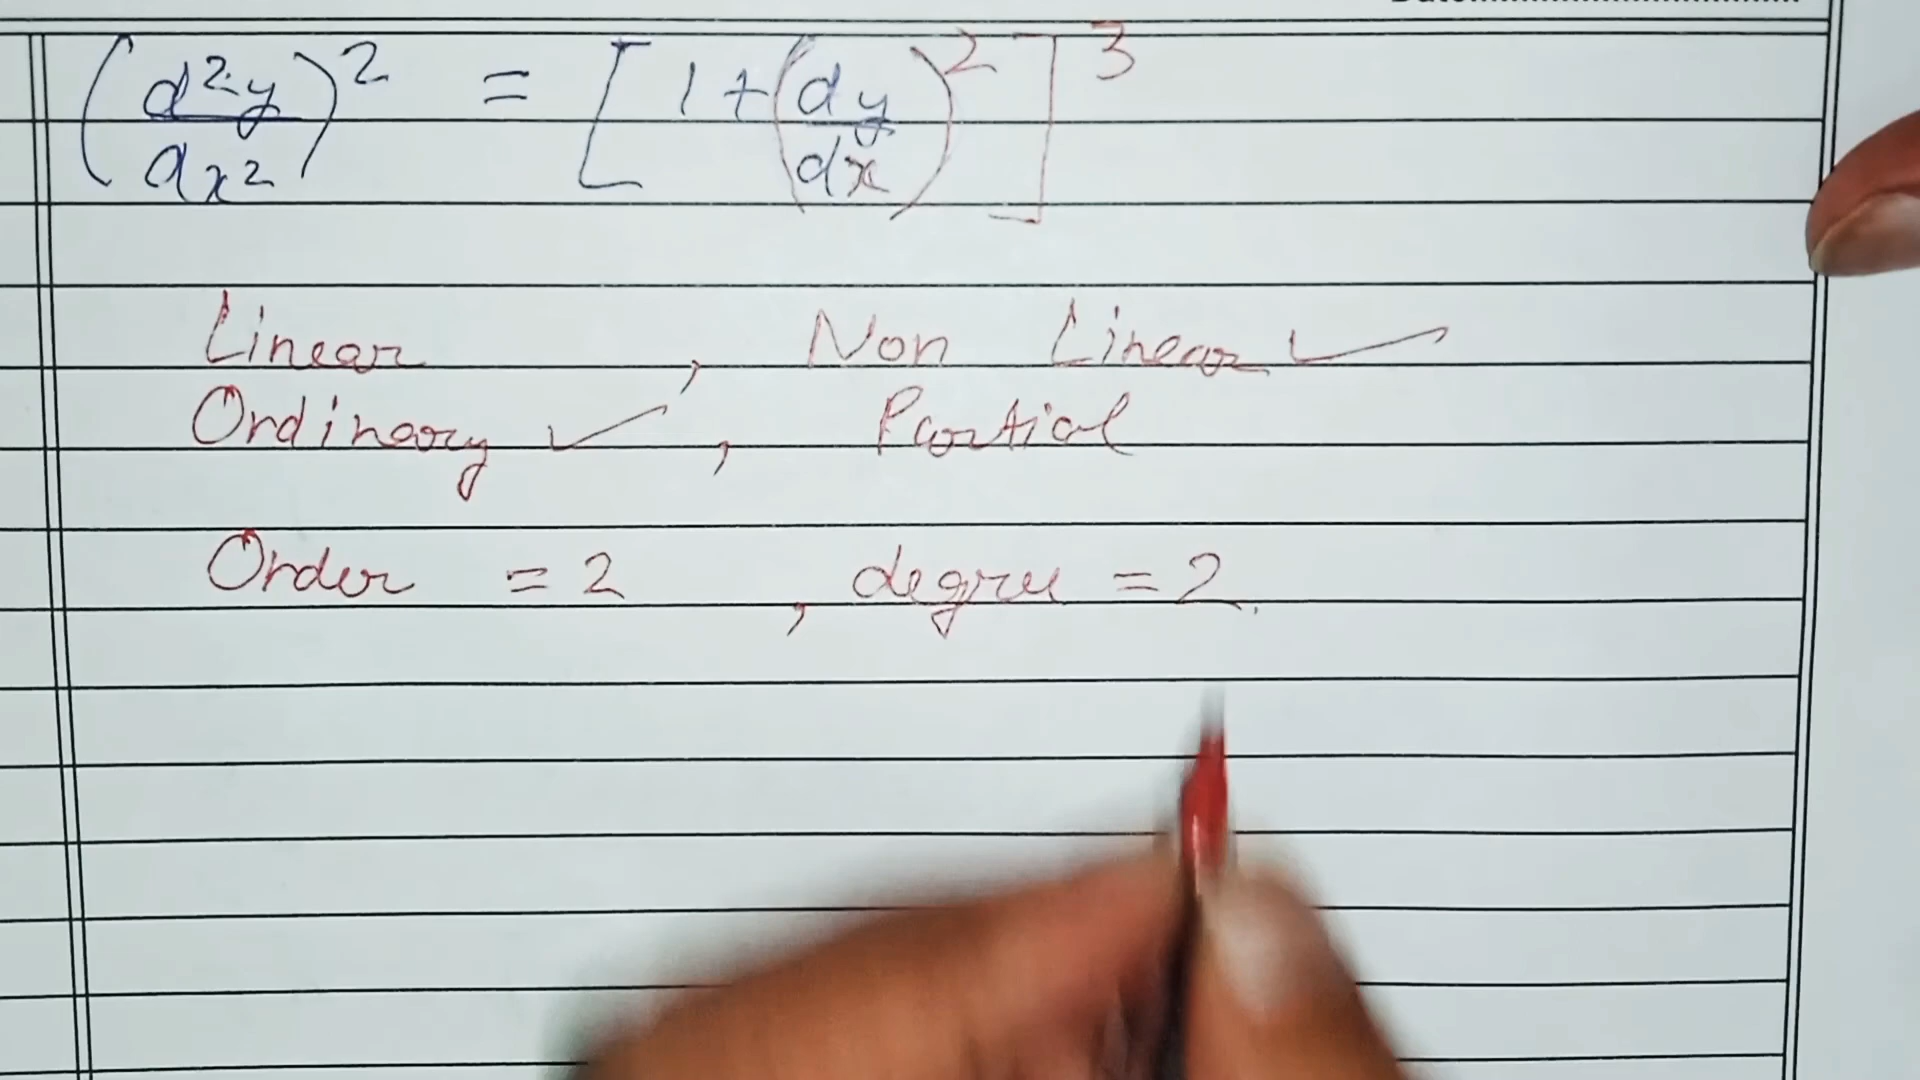 (d²y/dx²)² = [1+(dy/dx)²]³
Linear , Non Linear ✓
Ordinary ✓ , Partial
Order = 2 , degree = 2.